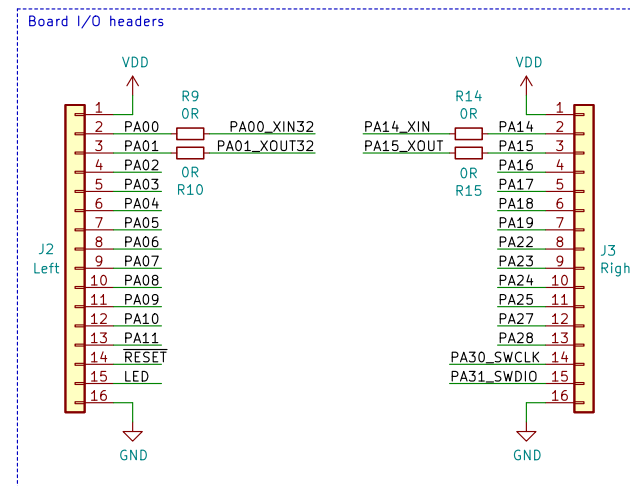 Board I/O headers
VDD
R9
0R
1
2 PA00 PA00_XIN32
3 PA01 PA01_XOUT32
0R
R10
4 PA02
5 PA03
6 PA04
7 PA05
8 PA06
9 PA07
10 PA08
11 PA09
12 PA10
13 PA11
14 RESET
15 LED
16
J2
Left
GND
VDD
R14
0R
1
PA14_XIN PA14 2
PA15_XOUT PA15 3
0R
R15
PA16 4
PA17 5
PA18 6
PA19 7
PA22 8
PA23 9
PA24 10
PA25 11
PA27 12
PA28 13
PA30_SWCLK 14
PA31_SWDIO 15
16
J3
Righ
GND